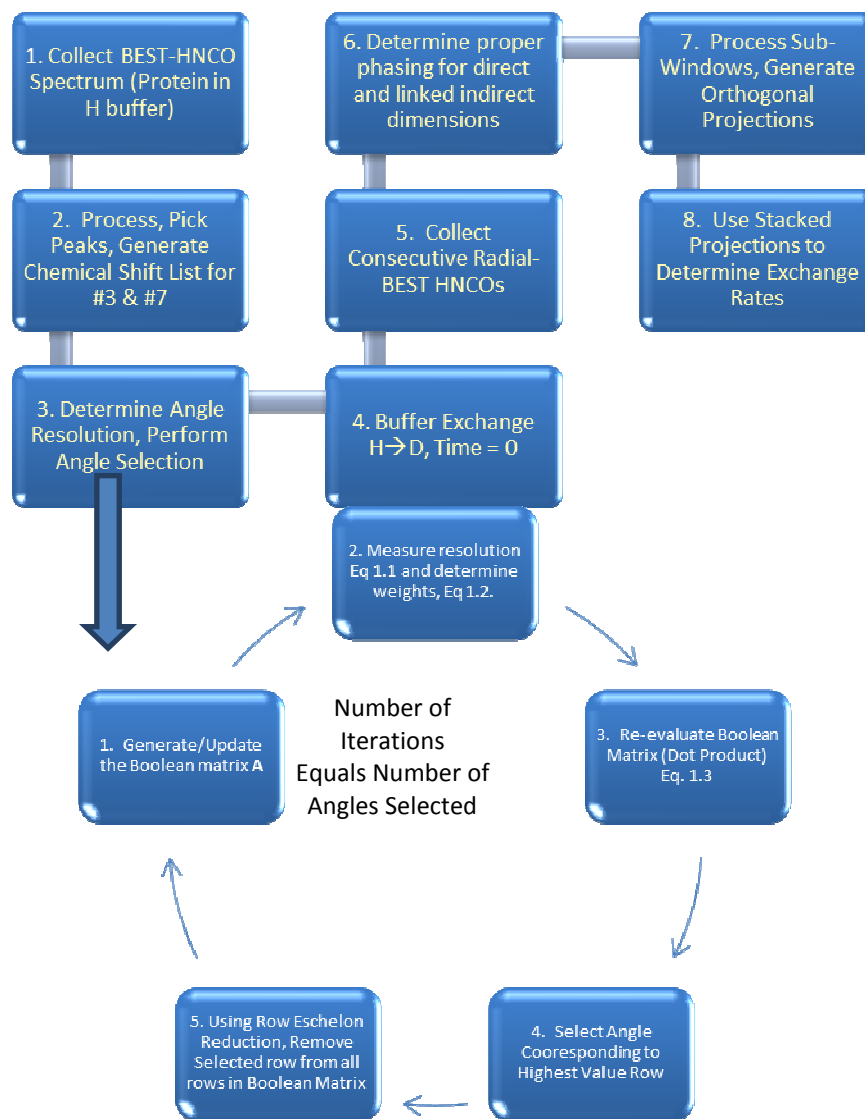 1. Collect BEST-HNCO
Spectrum (Protein in
H buffer)
2. Process, Pick
Peaks, Generate
Chemical Shift List for
#3 & #7
3. Determine Angle
Resolution, Perform
Angle Selection
4. Buffer Exchange
H→D, Time = 0
5. Collect
Consecutive Radial-
BEST HNCOs
6. Determine proper
phasing for direct
and linked indirect
dimensions
7. Process Sub-
Windows, Generate
Orthogonal
Projections
8. Use Stacked
Projections to
Determine Exchange
Rates
Number of
Iterations
Equals Number of
Angles Selected
1. Generate/Update
the Boolean matrix A
2. Measure resolution
Eq 1.1 and determine
weights, Eq 1.2.
3. Re-evaluate Boolean
Matrix (Dot Product)
Eq. 1.3
4. Select Angle
Cooresponding to
Highest Value Row
5. Using Row Eschelon
Reduction, Remove
Selected row from all
rows in Boolean Matrix